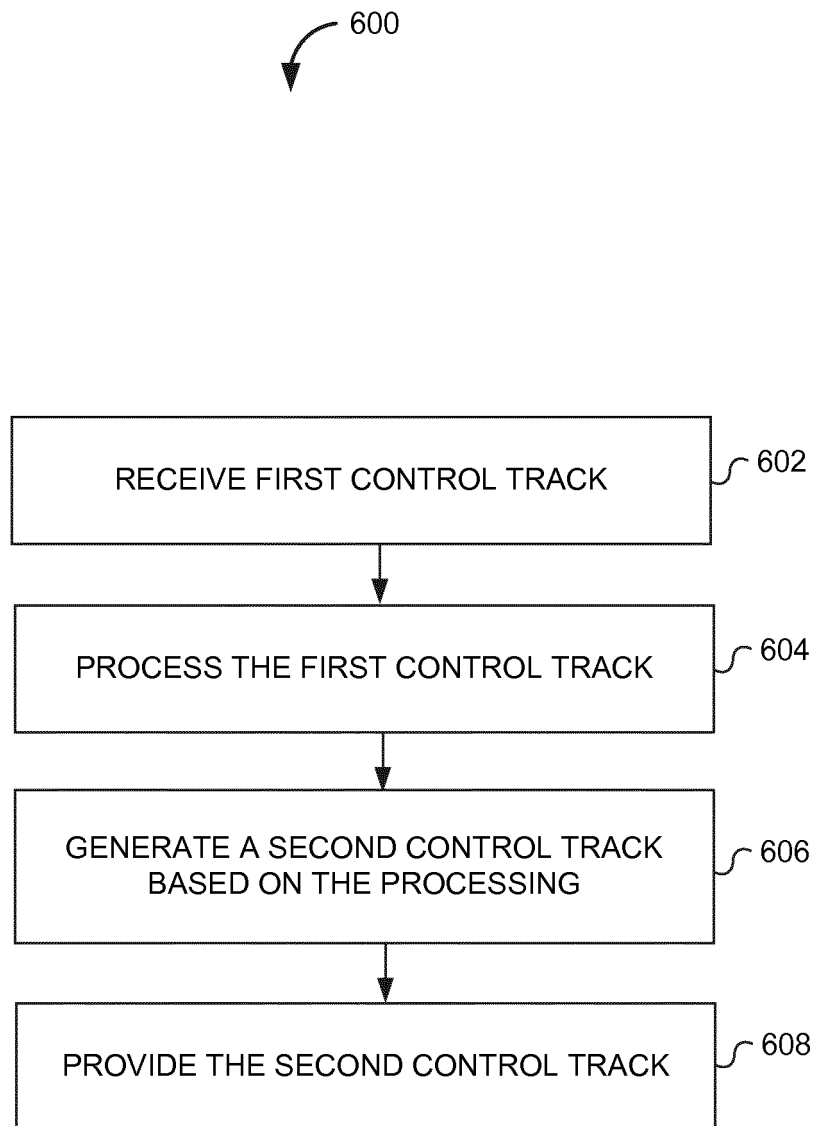 600
RECEIVE FIRST CONTROL TRACK
602
PROCESS THE FIRST CONTROL TRACK
604
GENERATE A SECOND CONTROL TRACK
BASED ON THE PROCESSING
606
PROVIDE THE SECOND CONTROL TRACK
608